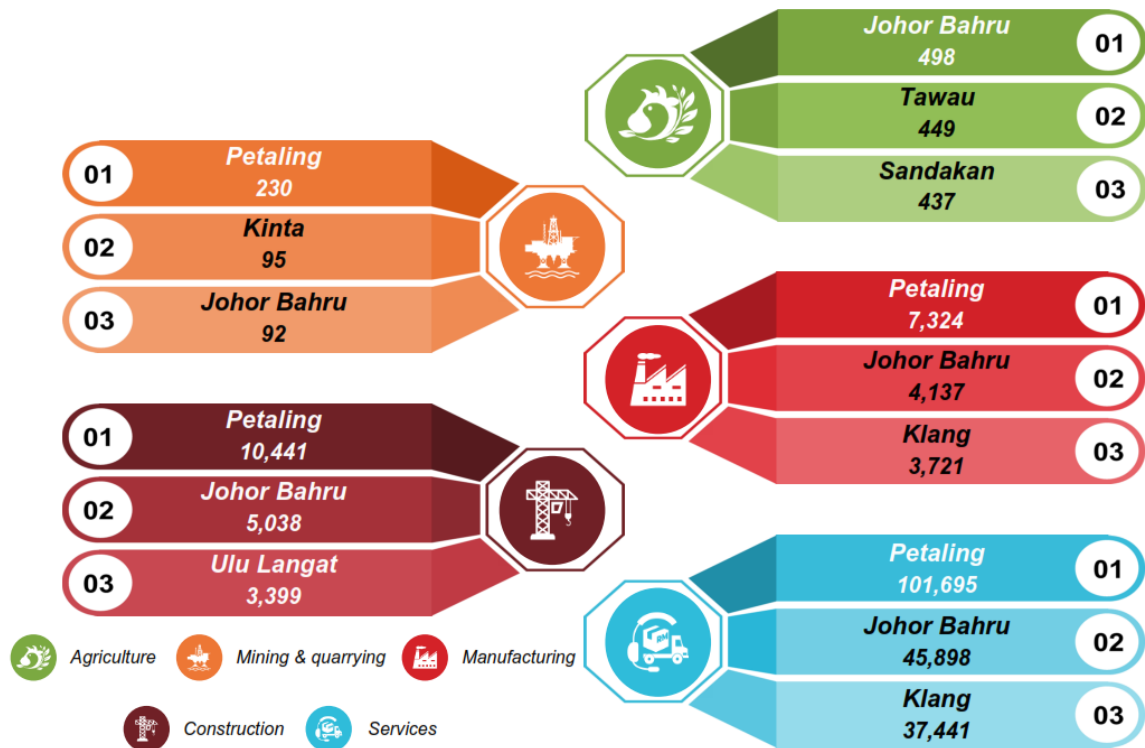 Johor Bahru
498
01
Tawau
449
02
Sandakan
437
03
01
Petaling
230
02
Kinta
95
03
Johor Bahru
92
Petaling
7,324
01
Johor Bahru
4,137
02
Klang
3,721
03
01
Petaling
10,441
02
Johor Bahru
5,038
03
Ulu Langat
3,399
Petaling
101,695
01
Johor Bahru
45,898
02
Klang
37,441
03
RM
Agriculture
Mining & quarrying
Manufacturing
Construction
Services